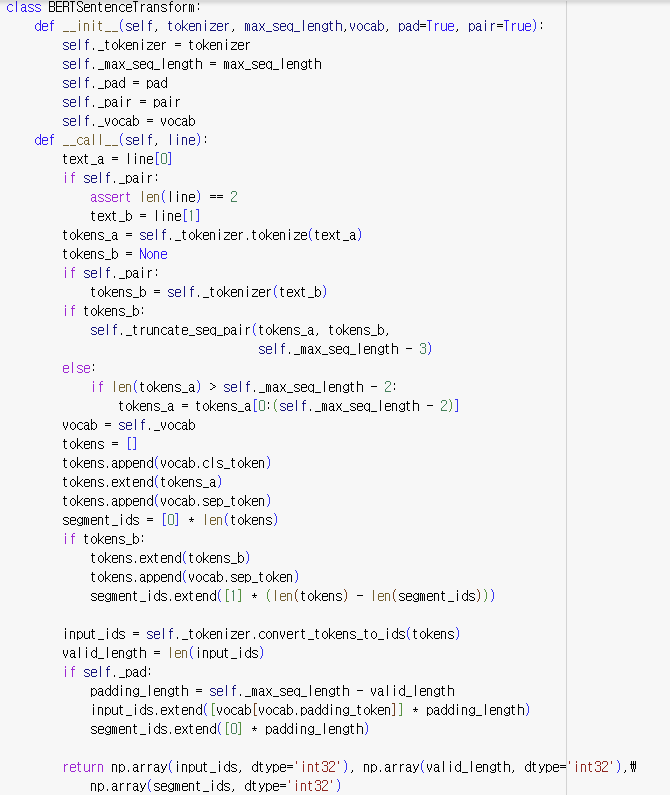 class BERTSentenceTransform:
    def __init__(self, tokenizer, max_seq_length,vocab, pad=True, pair=True):
        self._tokenizer = tokenizer
        self._max_seq_length = max_seq_length
        self._pad = pad
        self._pair = pair
        self._vocab = vocab
    def __call__(self, line):
        text_a = line[0]
        if self._pair:
            assert len(line) == 2
            text_b = line[1]
        tokens_a = self._tokenizer.tokenize(text_a)
        tokens_b = None
        if self._pair:
            tokens_b = self._tokenizer(text_b)
        if tokens_b:
            self._truncate_seq_pair(tokens_a, tokens_b,
                                    self._max_seq_length - 3)
        else:
            if len(tokens_a) > self._max_seq_length - 2:
                tokens_a = tokens_a[0:(self._max_seq_length - 2)]
        vocab = self._vocab
        tokens = []
        tokens.append(vocab.cls_token)
        tokens.extend(tokens_a)
        tokens.append(vocab.sep_token)
        segment_ids = [0] * len(tokens)
        if tokens_b:
            tokens.extend(tokens_b)
            tokens.append(vocab.sep_token)
            segment_ids.extend([1] * (len(tokens) - len(segment_ids)))

        input_ids = self._tokenizer.convert_tokens_to_ids(tokens)
        valid_length = len(input_ids)
        if self._pad:
            padding_length = self._max_seq_length - valid_length
            input_ids.extend([vocab[vocab.padding_token]] * padding_length)
            segment_ids.extend([0] * padding_length)

        return np.array(input_ids, dtype='int32'), np.array(valid_length, dtype='int32'),₩
            np.array(segment_ids, dtype='int32')